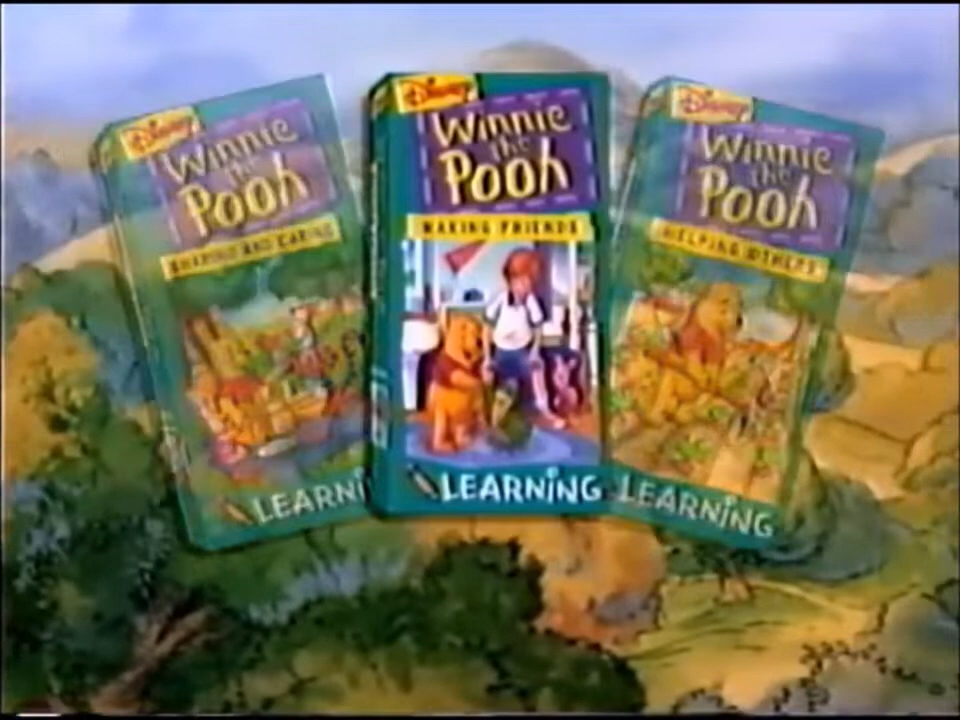 Disney
Winnie
the
Pooh
SHARING AND CARING
LEARNI
Disney
Winnie
the
Pooh
MAKING FRIENDS
LEARNING
Disney
Winnie
the
Pooh
HELPING OTHERS
LEARNING